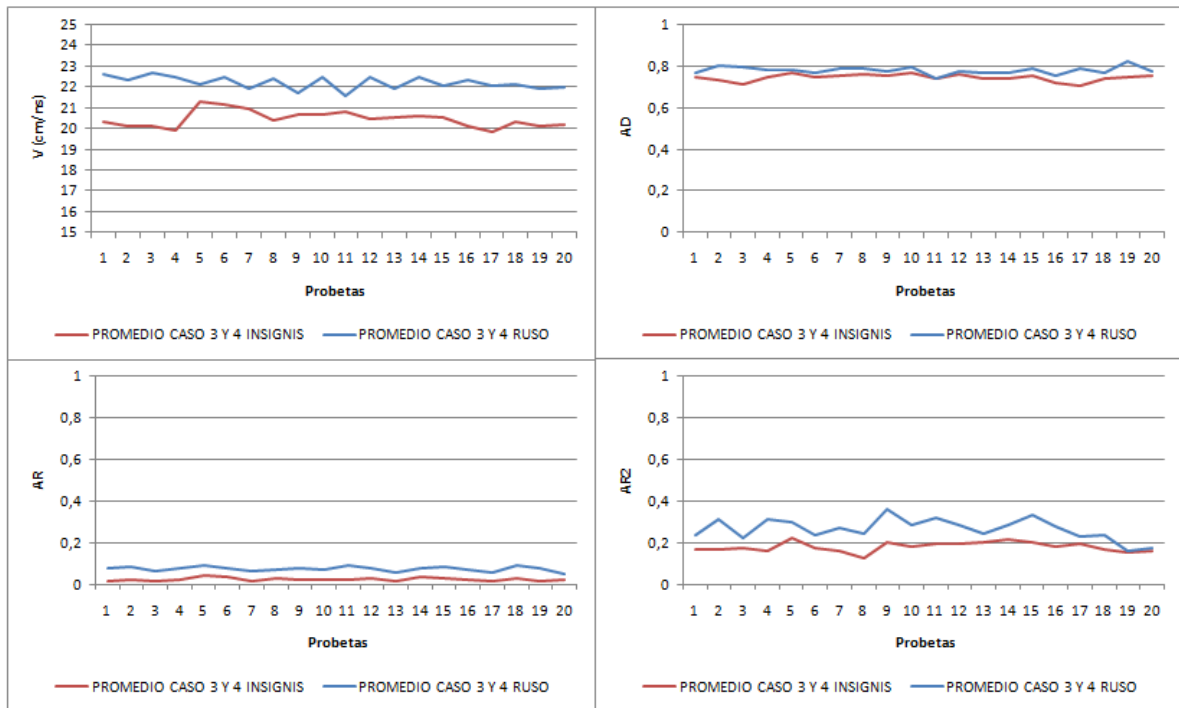 25
24
23
22
21
20
19
18
17
16
15
V (cm/ns)
1 2 3 4 5 6 7 8 9 10 11 12 13 14 15 16 17 18 19 20
Probetas
PROMEDIO CASO 3 Y 4 INSIGNIS PROMEDIO CASO 3 Y 4 RUSO
1
0,8
0,6
0,4
0,2
0
AD
1 2 3 4 5 6 7 8 9 10 11 12 13 14 15 16 17 18 19 20
Probetas
PROMEDIO CASO 3 Y 4 INSIGNIS PROMEDIO CASO 3 Y 4 RUSO
1
0,8
0,6
0,4
0,2
0
AR
1 2 3 4 5 6 7 8 9 10 11 12 13 14 15 16 17 18 19 20
Probetas
PROMEDIO CASO 3 Y 4 INSIGNIS PROMEDIO CASO 3 Y 4 RUSO
1
0,8
0,6
0,4
0,2
0
AR2
1 2 3 4 5 6 7 8 9 10 11 12 13 14 15 16 17 18 19 20
Probetas
PROMEDIO CASO 3 Y 4 INSIGNIS PROMEDIO CASO 3 Y 4 RUSO